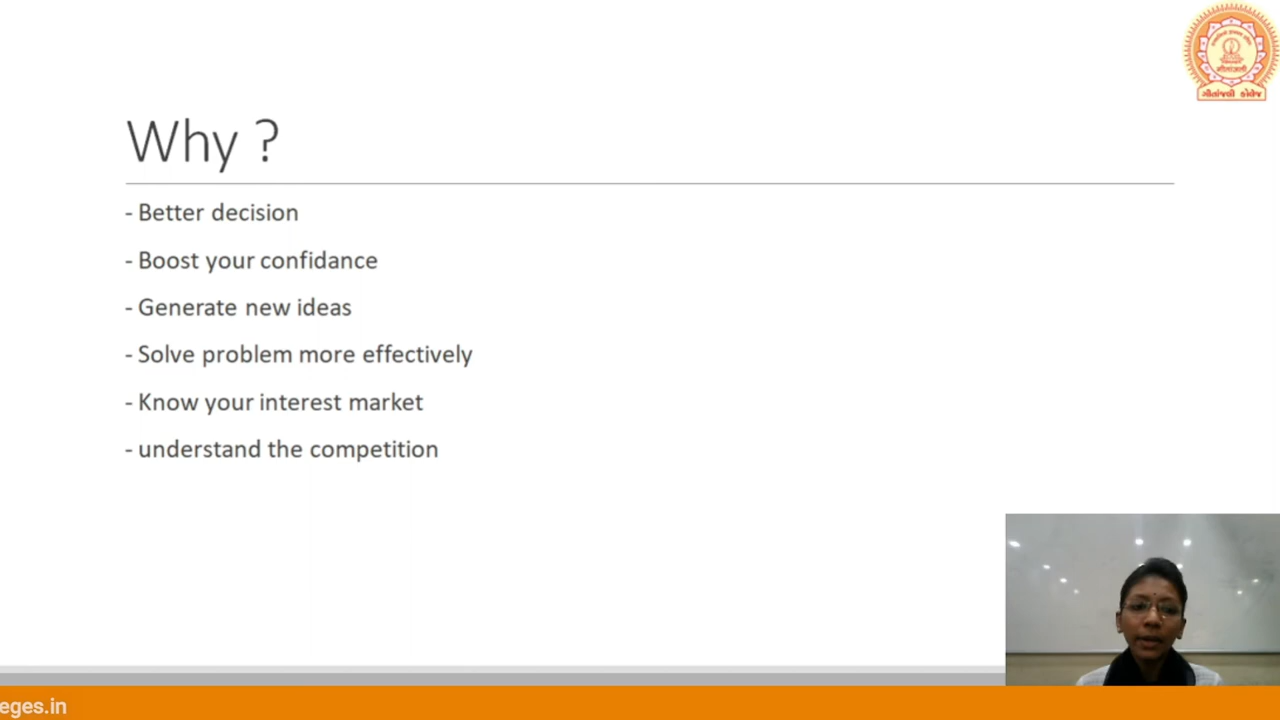 Why ?
- Better decision
- Boost your confidance
- Generate new ideas
- Solve problem more effectively
- Know your interest market
- understand the competition
ગીતાંજલી કોલેજ
eges.in